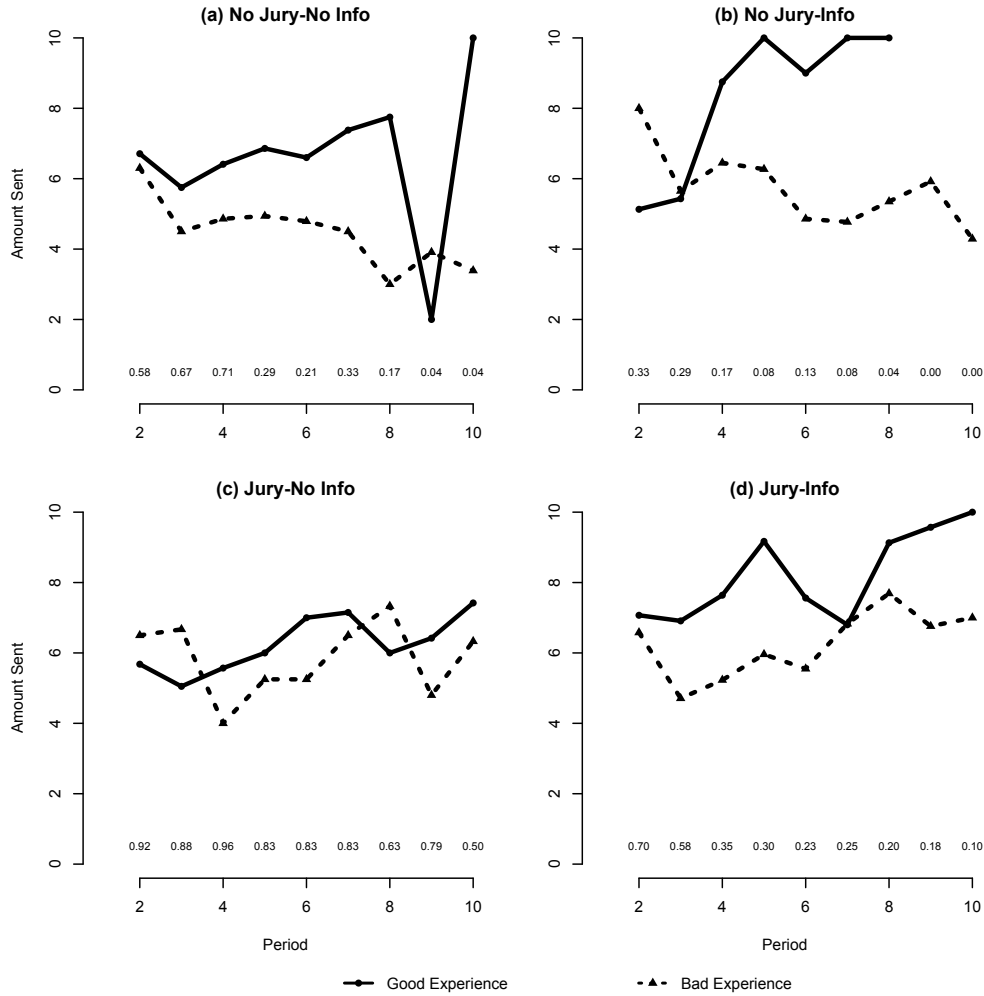 (a) No Jury-No Info
(b) No Jury-Info
10
8
6
4
2
0
Amount Sent
0.58 0.67 0.71 0.29 0.21 0.33 0.17 0.04 0.04
2 4 6 8 10
10
8
6
4
2
0
0.33 0.29 0.17 0.08 0.13 0.08 0.04 0.00 0.00
2 4 6 8 10
(c) Jury-No Info
(d) Jury-Info
10
8
6
4
2
0
Amount Sent
0.92 0.88 0.96 0.83 0.83 0.83 0.63 0.79 0.50
2 4 6 8 10
Period
10
8
6
4
2
0
0.70 0.58 0.35 0.30 0.23 0.25 0.20 0.18 0.10
2 4 6 8 10
Period
Good Experience
Bad Experience